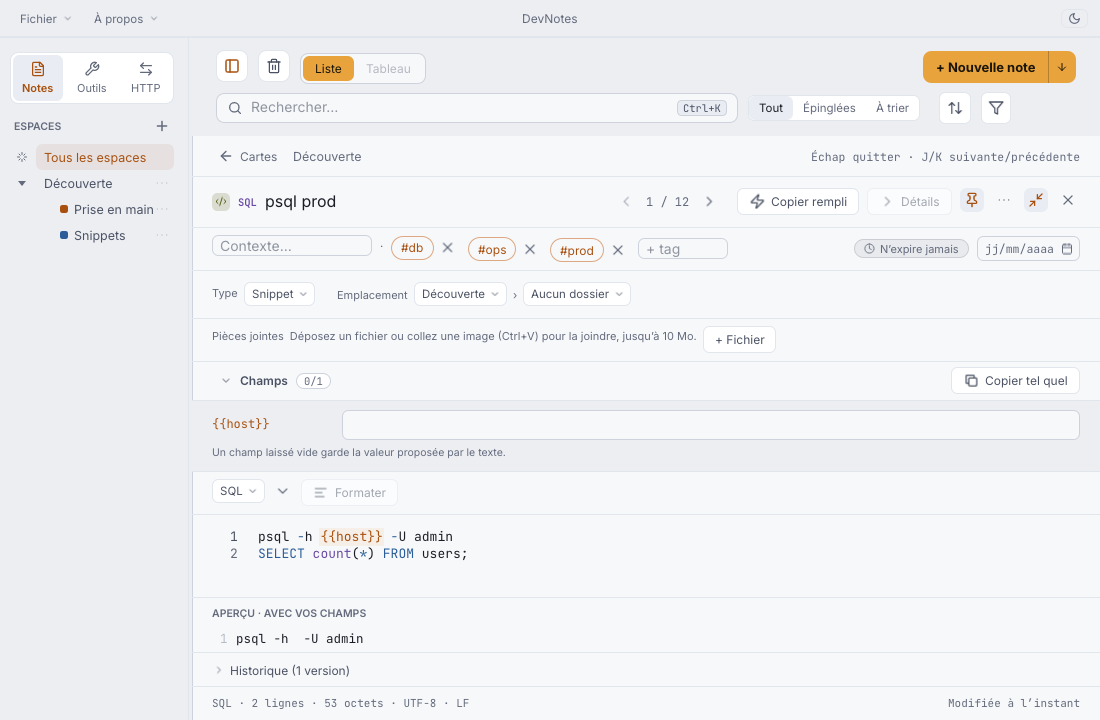 Fichier À propos DevNotes
Notes Outils HTTP
Liste Tableau
+ Nouvelle note
Rechercher… Ctrl+K
Tout Épinglées À trier
ESPACES
Tous les espaces
Découverte ···
Prise en main ···
Snippets ···
Cartes Découverte Échap quitter · J/K suivante/précédente
</> SQL psql prod 1 / 12 Copier rempli Détails ···
Contexte… · #db #ops #prod + tag N’expire jamais jj/mm/aaaa
Type Snippet Emplacement Découverte › Aucun dossier
Pièces jointes Déposez un fichier ou collez une image (Ctrl+V) pour la joindre, jusqu’à 10 Mo. + Fichier
Champs 0/1 Copier tel quel
{{host}}
Un champ laissé vide garde la valeur proposée par le texte.
SQL Formater
1 psql -h {{host}} -U admin
2 SELECT count(*) FROM users;
APERÇU · AVEC VOS CHAMPS
1 psql -h  -U admin
Historique (1 version)
SQL · 2 lignes · 53 octets · UTF-8 · LF Modifiée à l’instant